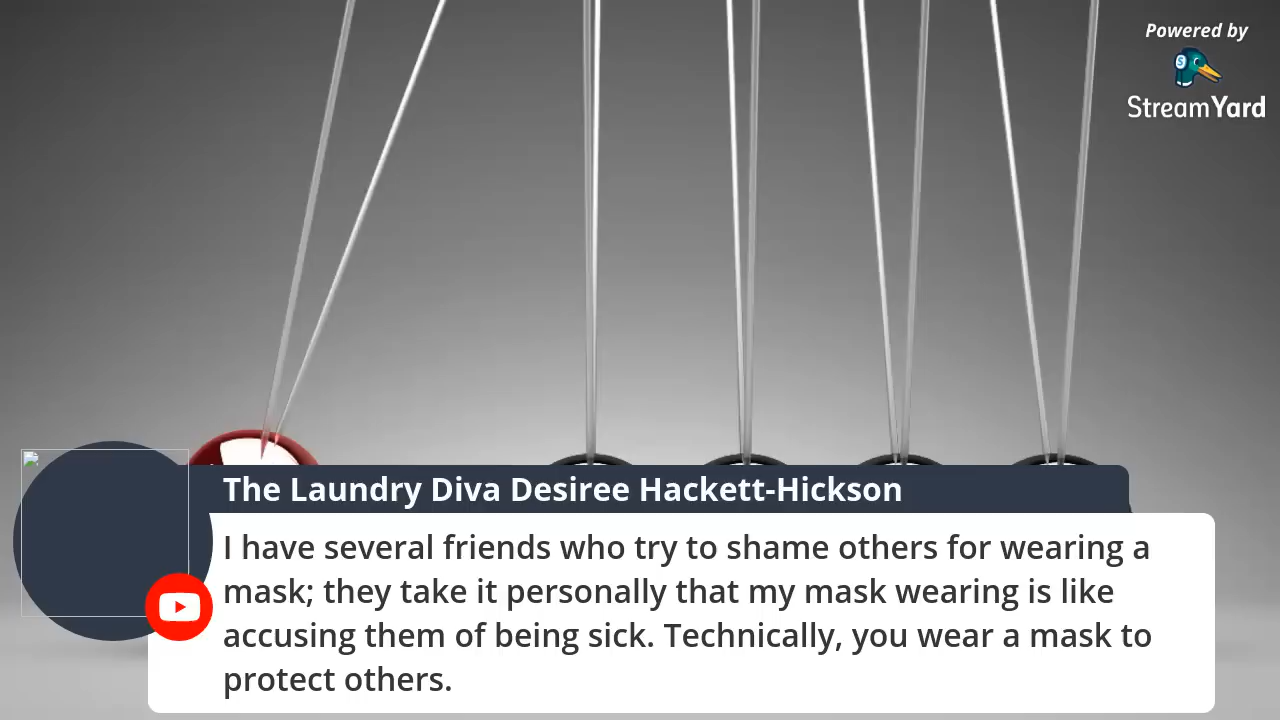 Powered by
StreamYard
The Laundry Diva Desiree Hackett-Hickson
I have several friends who try to shame others for wearing a
mask; they take it personally that my mask wearing is like
accusing them of being sick. Technically, you wear a mask to
protect others.